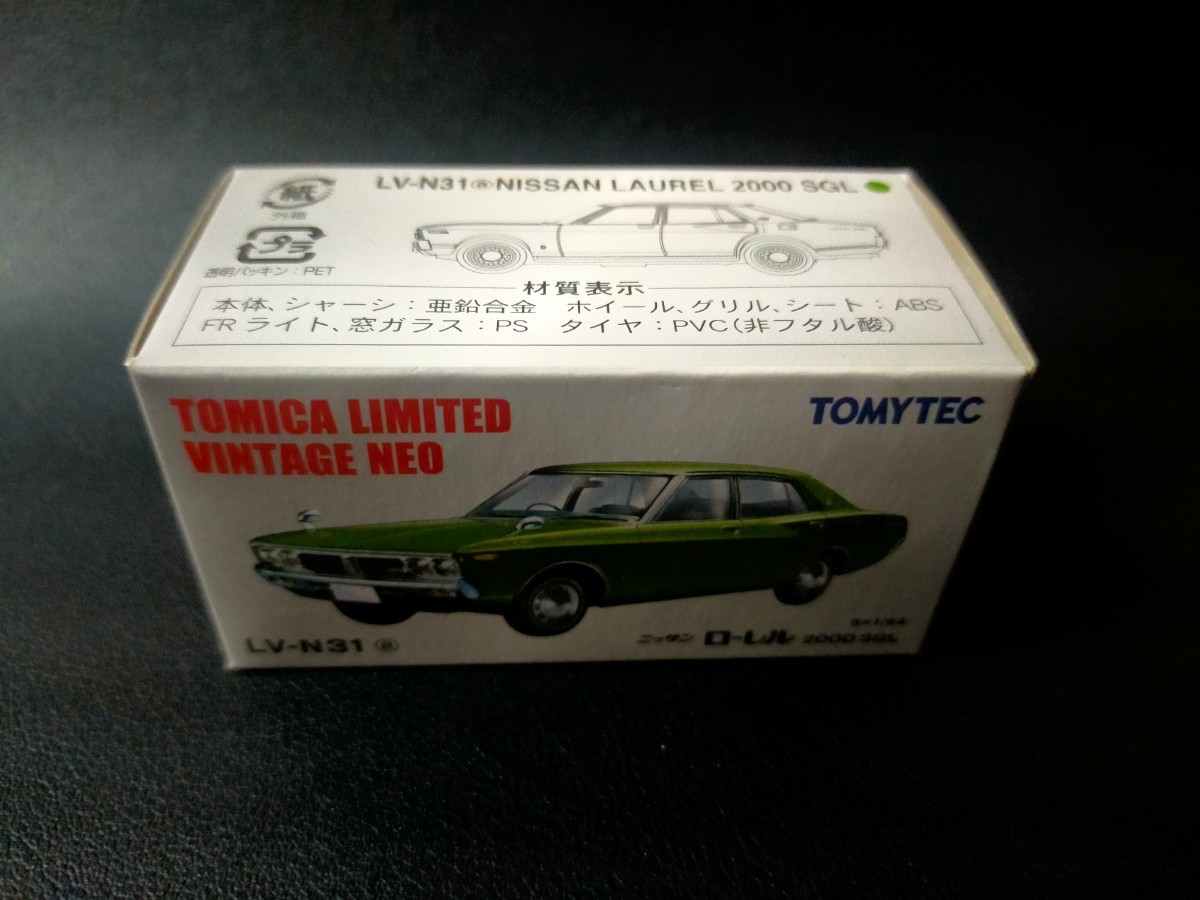 LV-N31ⓐNISSAN LAUREL 2000 SGL
紙
外箱
プラ
透明パッキン：PET
材質表示
本体、シャーシ：亜鉛合金　ホイール、グリル、シート：ABS
FRライト、窓ガラス：PS　タイヤ：PVC(非フタル酸)
TOMICA LIMITED
VINTAGE NEO
TOMYTEC
S=1/64
LV-N31 ⓐ
ニッサン ローレル 2000 SGL